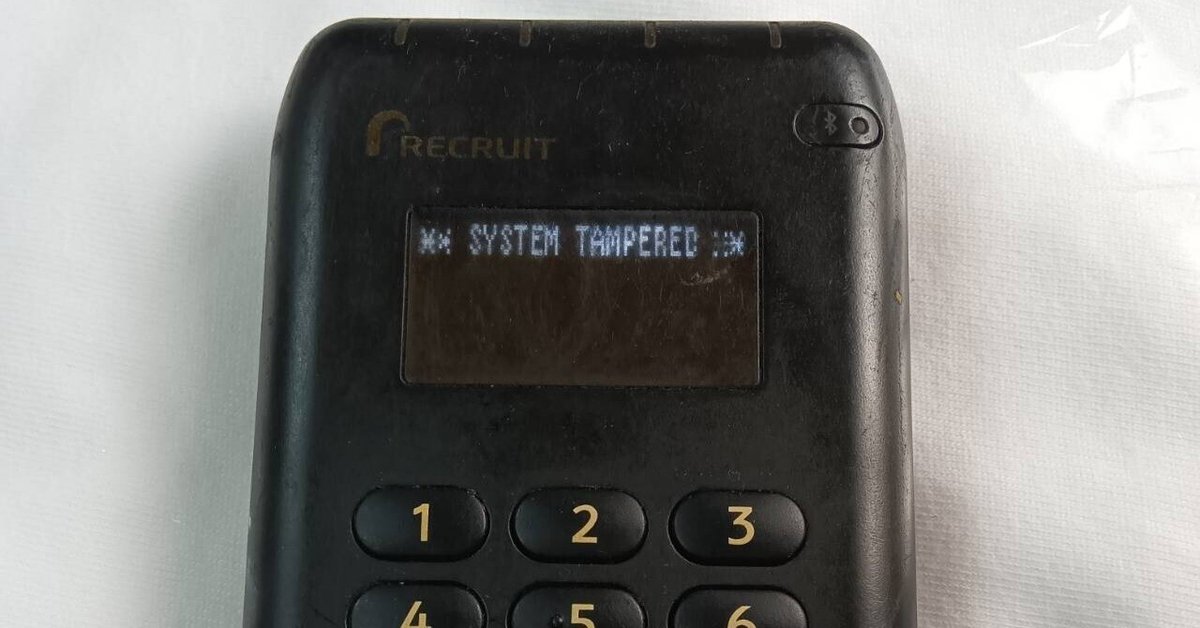 RECRUIT
** SYSTEM TAMPERED **
1 2 3
4 5 6